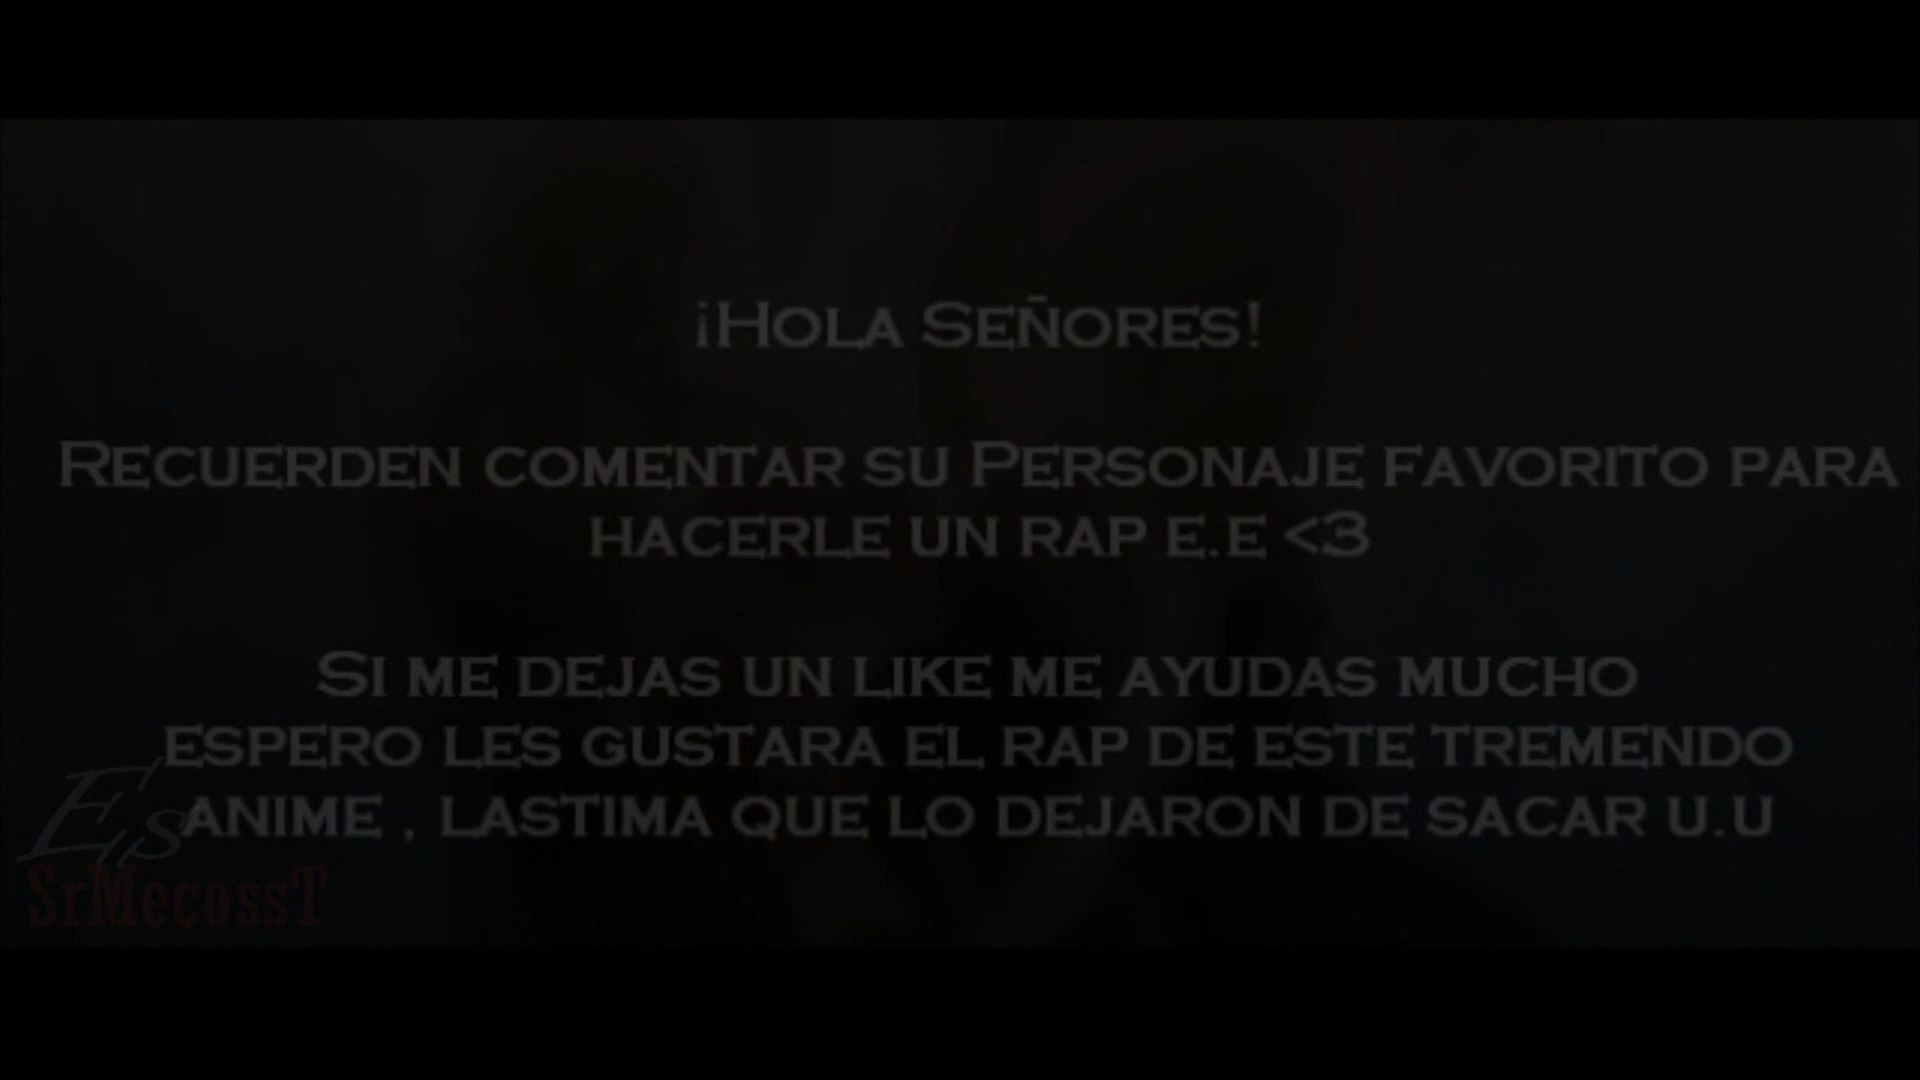 ¡Hola Señores!
Recuerden comentar su Personaje favorito para
hacerle un rap e.e <3
Si me dejas un like me ayudas mucho
espero les gustara el rap de este tremendo
anime , lastima que lo dejaron de sacar u.u
Es
SrMecossT